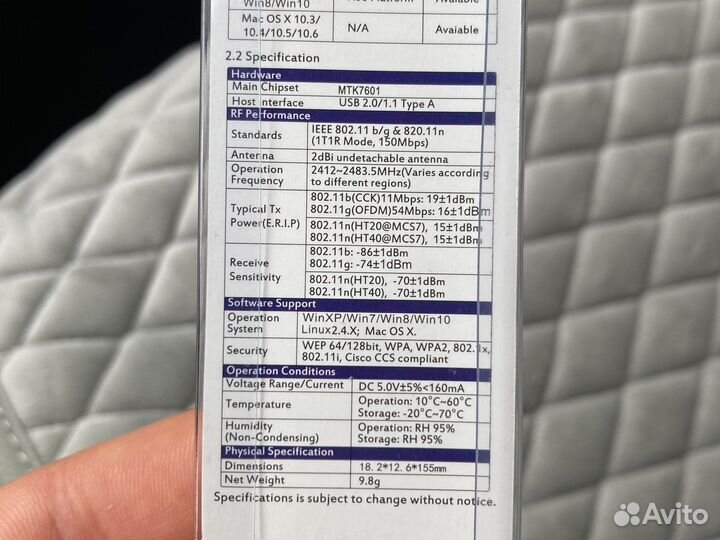 Win8/Win10
Avaiable
Mac OS X 10.3/
10.4/10.5/10.6 N/A Avaiable
2.2 Specification
Hardware
Main Chipset MTK7601
Host Interface USB 2.0/1.1 Type A
RF Performance
Standards IEEE 802.11 b/g & 820.11n
(1T1R Mode, 150Mbps)
Antenna 2dBi undetachable antenna
Operation 2412~2483.5MHz(Varies according
Frequency to different regions)
Typical Tx 802.11b(CCK)11Mbps: 19±1dBm
Power(E.R.I.P) 802.11g(OFDM)54Mbps: 16±1dBm
802.11n(HT20@MCS7), 15±1dBm
802.11n(HT40@MCS7), 15±1dBm
Receive 802.11b: -86±1dBm
Sensitivity 802.11g: -74±1dBm
802.11n(HT20), -70±1dBm
802.11n(HT40), -70±1dBm
Software Support
Operation WinXP/Win7/Win8/Win10
System Linux2.4.X; Mac OS X.
Security WEP 64/128bit, WPA, WPA2, 802.1x,
802.11i, Cisco CCS compliant
Operation Conditions
Voltage Range/Current DC 5.0V±5%<160mA
Temperature Operation: 10°C~60°C
Storage: -20°C~70°C
Humidity Operation: RH 95%
(Non-Condensing) Storage: RH 95%
Physical Specification
Dimensions 18.2*12.6*155mm
Net Weight 9.8g
Specifications is subject to change without notice.
Avito